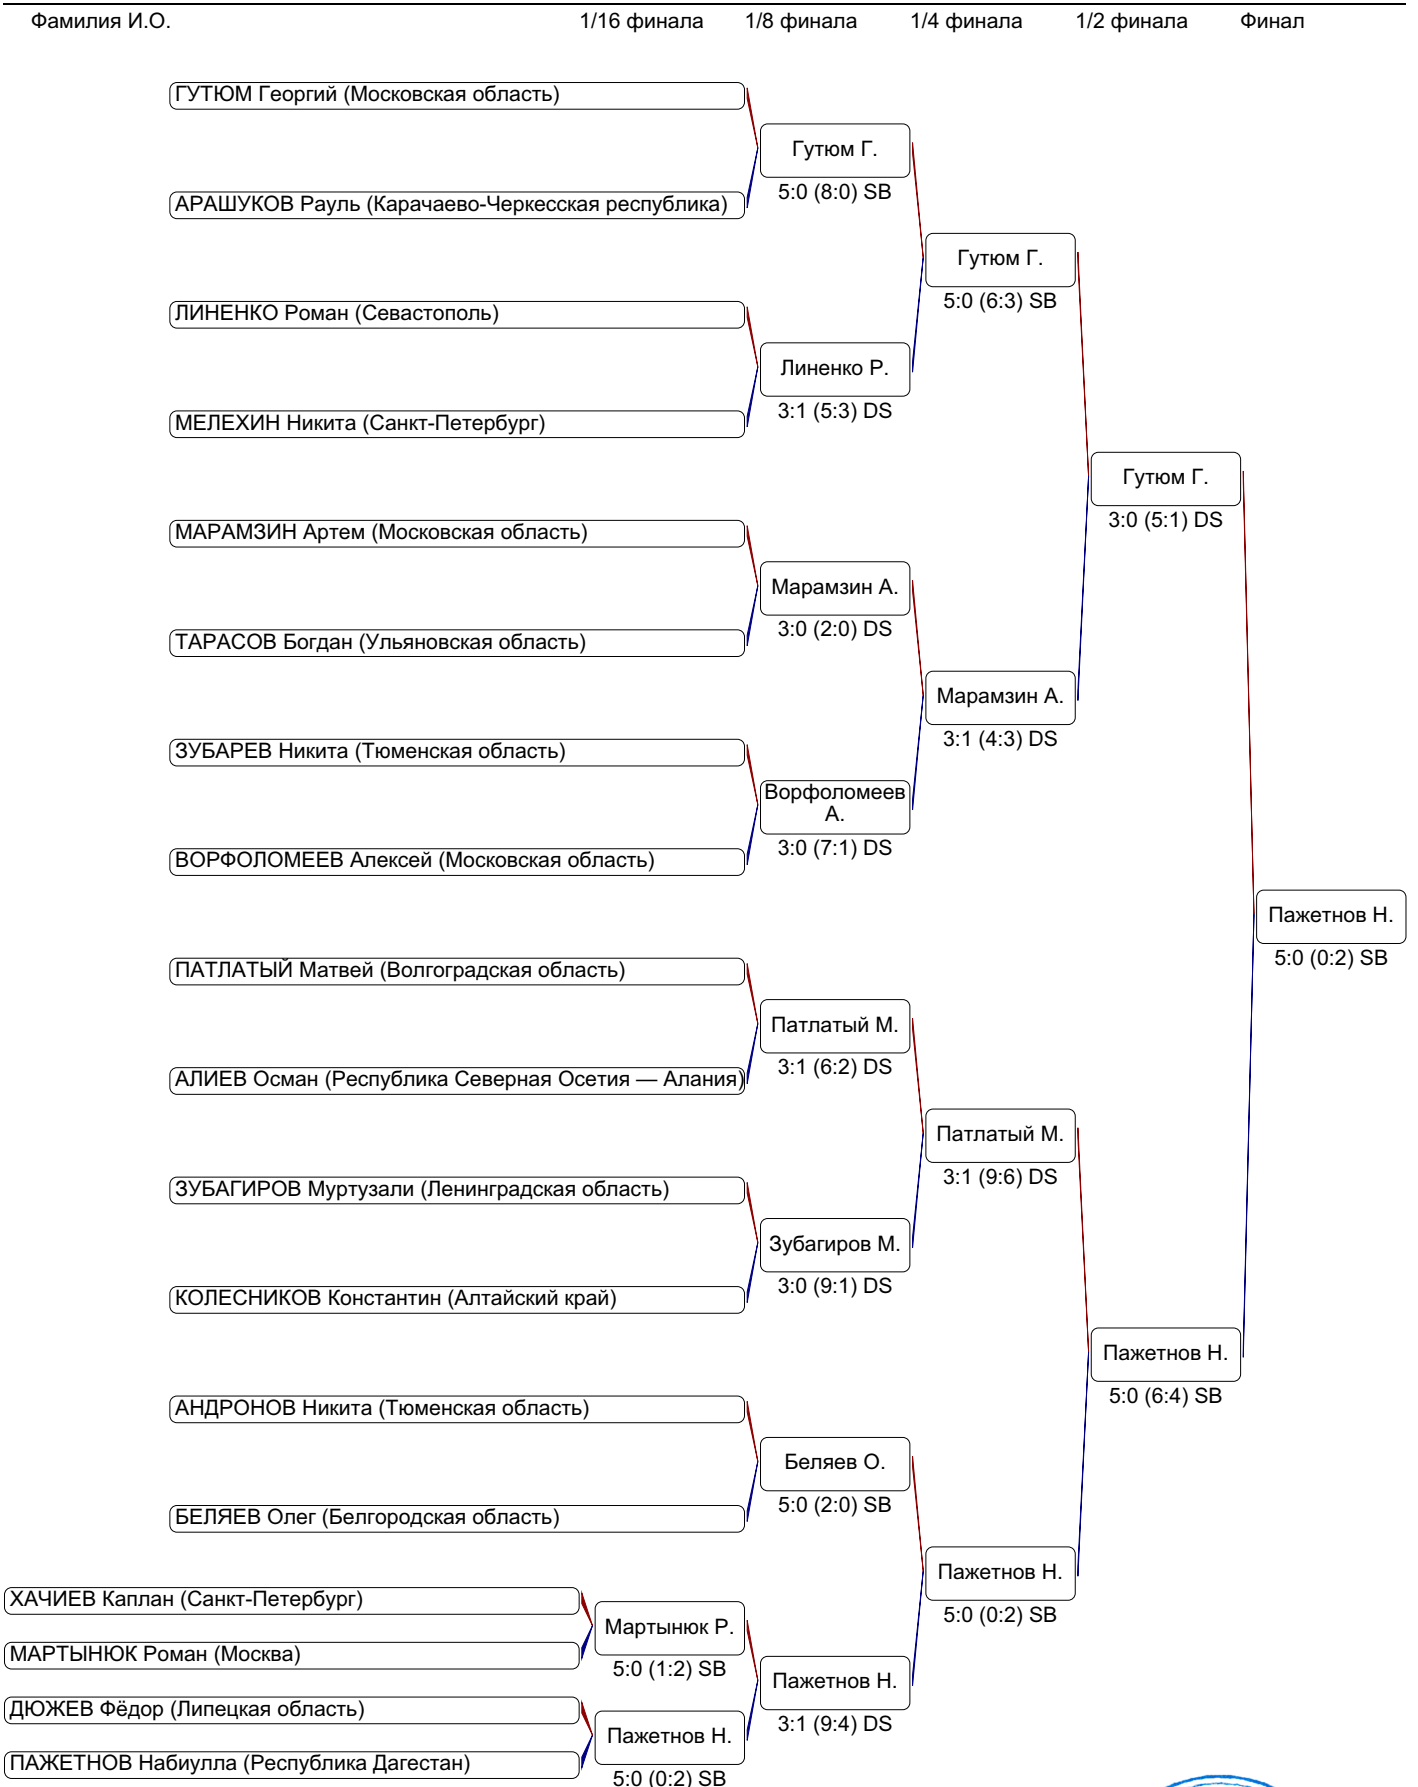 Фамилия И.О. 1/16 финала 1/8 финала 1/4 финала 1/2 финала Финал
ГУТЮМ Георгий (Московская область)
Гутюм Г.
5:0 (8:0) SB
АРАШУКОВ Рауль (Карачаево-Черкесская республика)
Гутюм Г.
5:0 (6:3) SB
ЛИНЕНКО Роман (Севастополь)
Линенко Р.
3:1 (5:3) DS
МЕЛЕХИН Никита (Санкт-Петербург)
Гутюм Г.
3:0 (5:1) DS
МАРАМЗИН Артем (Московская область)
Марамзин А.
3:0 (2:0) DS
ТАРАСОВ Богдан (Ульяновская область)
Марамзин А.
3:1 (4:3) DS
ЗУБАРЕВ Никита (Тюменская область)
Ворфоломеев
А.
3:0 (7:1) DS
ВОРФОЛОМЕЕВ Алексей (Московская область)
Пажетнов Н.
5:0 (0:2) SB
ПАТЛАТЫЙ Матвей (Волгоградская область)
Патлатый М.
3:1 (6:2) DS
АЛИЕВ Осман (Республика Северная Осетия — Алания)
Патлатый М.
3:1 (9:6) DS
ЗУБАГИРОВ Муртузали (Ленинградская область)
Зубагиров М.
3:0 (9:1) DS
КОЛЕСНИКОВ Константин (Алтайский край)
Пажетнов Н.
5:0 (6:4) SB
АНДРОНОВ Никита (Тюменская область)
Беляев О.
5:0 (2:0) SB
БЕЛЯЕВ Олег (Белгородская область)
Пажетнов Н.
5:0 (0:2) SB
ХАЧИЕВ Каплан (Санкт-Петербург)
Мартынюк Р.
5:0 (1:2) SB
МАРТЫНЮК Роман (Москва)
Пажетнов Н.
3:1 (9:4) DS
ДЮЖЕВ Фёдор (Липецкая область)
Пажетнов Н.
5:0 (0:2) SB
ПАЖЕТНОВ Набиулла (Республика Дагестан)